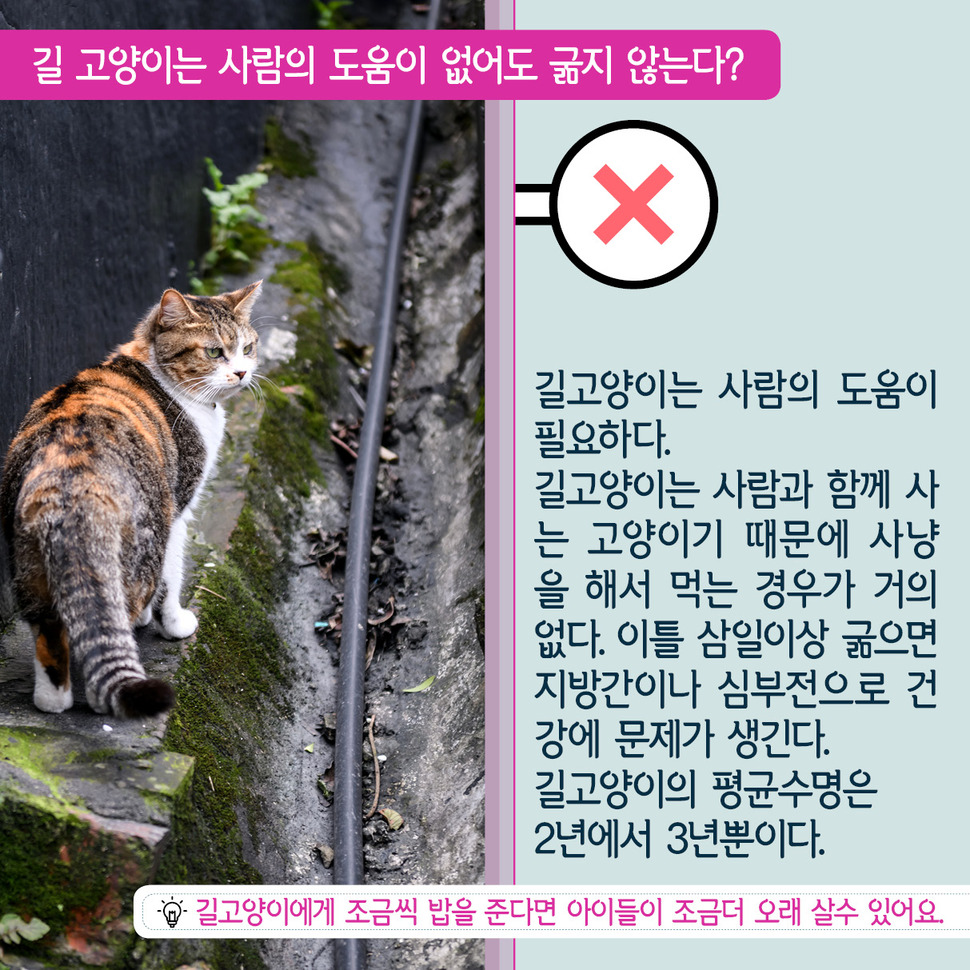 길 고양이는 사람의 도움이 없어도 굶지 않는다?
길고양이는 사람의 도움이
필요하다.
길고양이는 사람과 함께 사
는 고양이기 때문에 사냥
을 해서 먹는 경우가 거의
없다. 이틀 삼일이상 굶으면
지방간이나 심부전으로 건
강에 문제가 생긴다.
길고양이의 평균수명은
2년에서 3년뿐이다.
길고양이에게 조금씩 밥을 준다면 아이들이 조금더 오래 살수 있어요.